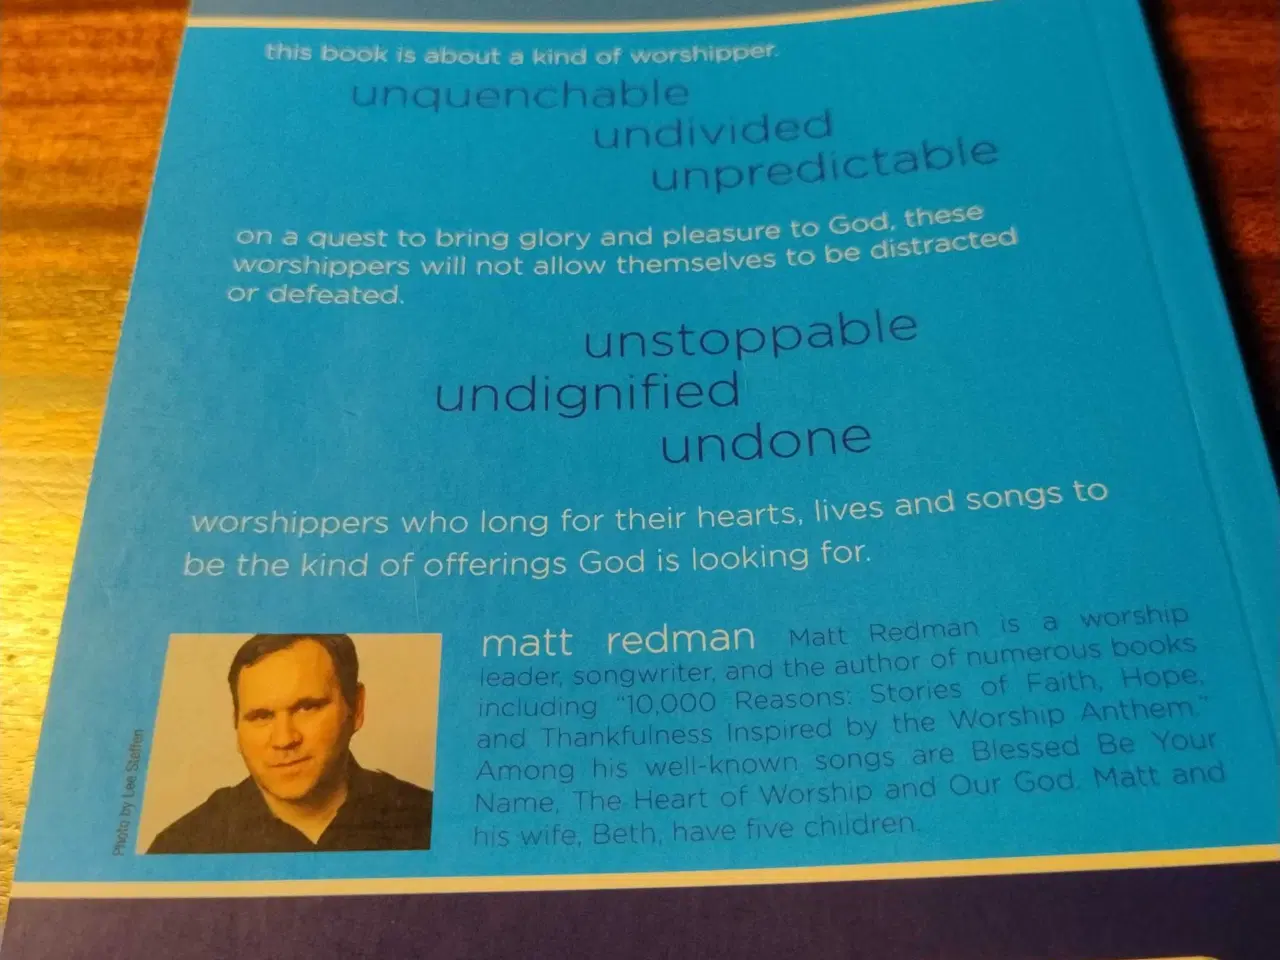 this book is about a kind of worshipper.
unquenchable
undivided
unpredictable
on a quest to bring glory and pleasure to God, these
worshippers will not allow themselves to be distracted
or defeated.
unstoppable
undignified
undone
worshippers who long for their hearts, lives and songs to
be the kind of offerings God is looking for.
matt redman Matt Redman is a worship
leader, songwriter, and the author of numerous books
including "10,000 Reasons: Stories of Faith, Hope,
and Thankfulness Inspired by the Worship Anthem."
Among his well-known songs are Blessed Be Your
Name, The Heart of Worship and Our God. Matt and
his wife, Beth, have five children.
Photo by Lee Steffen